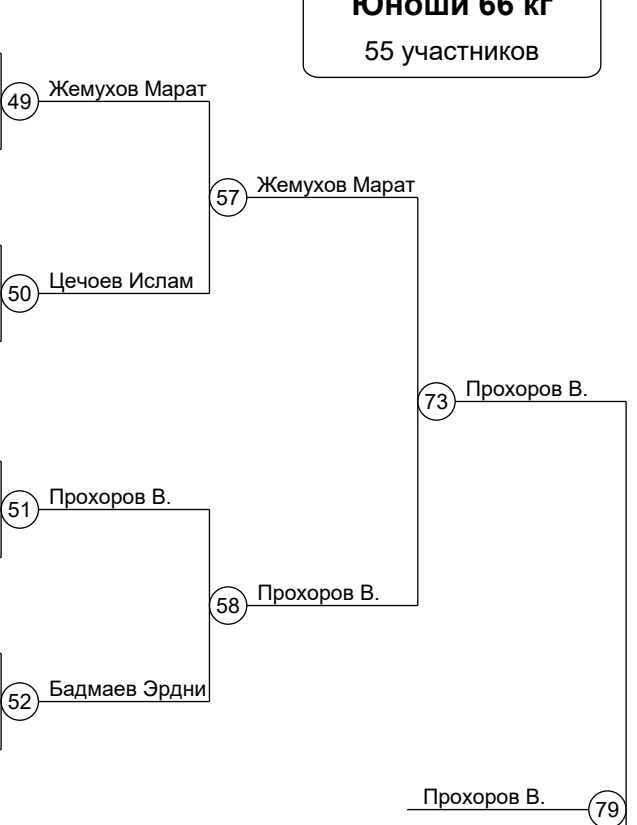 Юноши 66 кг
55 участников
49 Жемухов Марат
57 Жемухов Марат
50 Цечоев Ислам
73 Прохоров В.
51 Прохоров В.
58 Прохоров В.
52 Бадмаев Эрдни
Прохоров В. 79